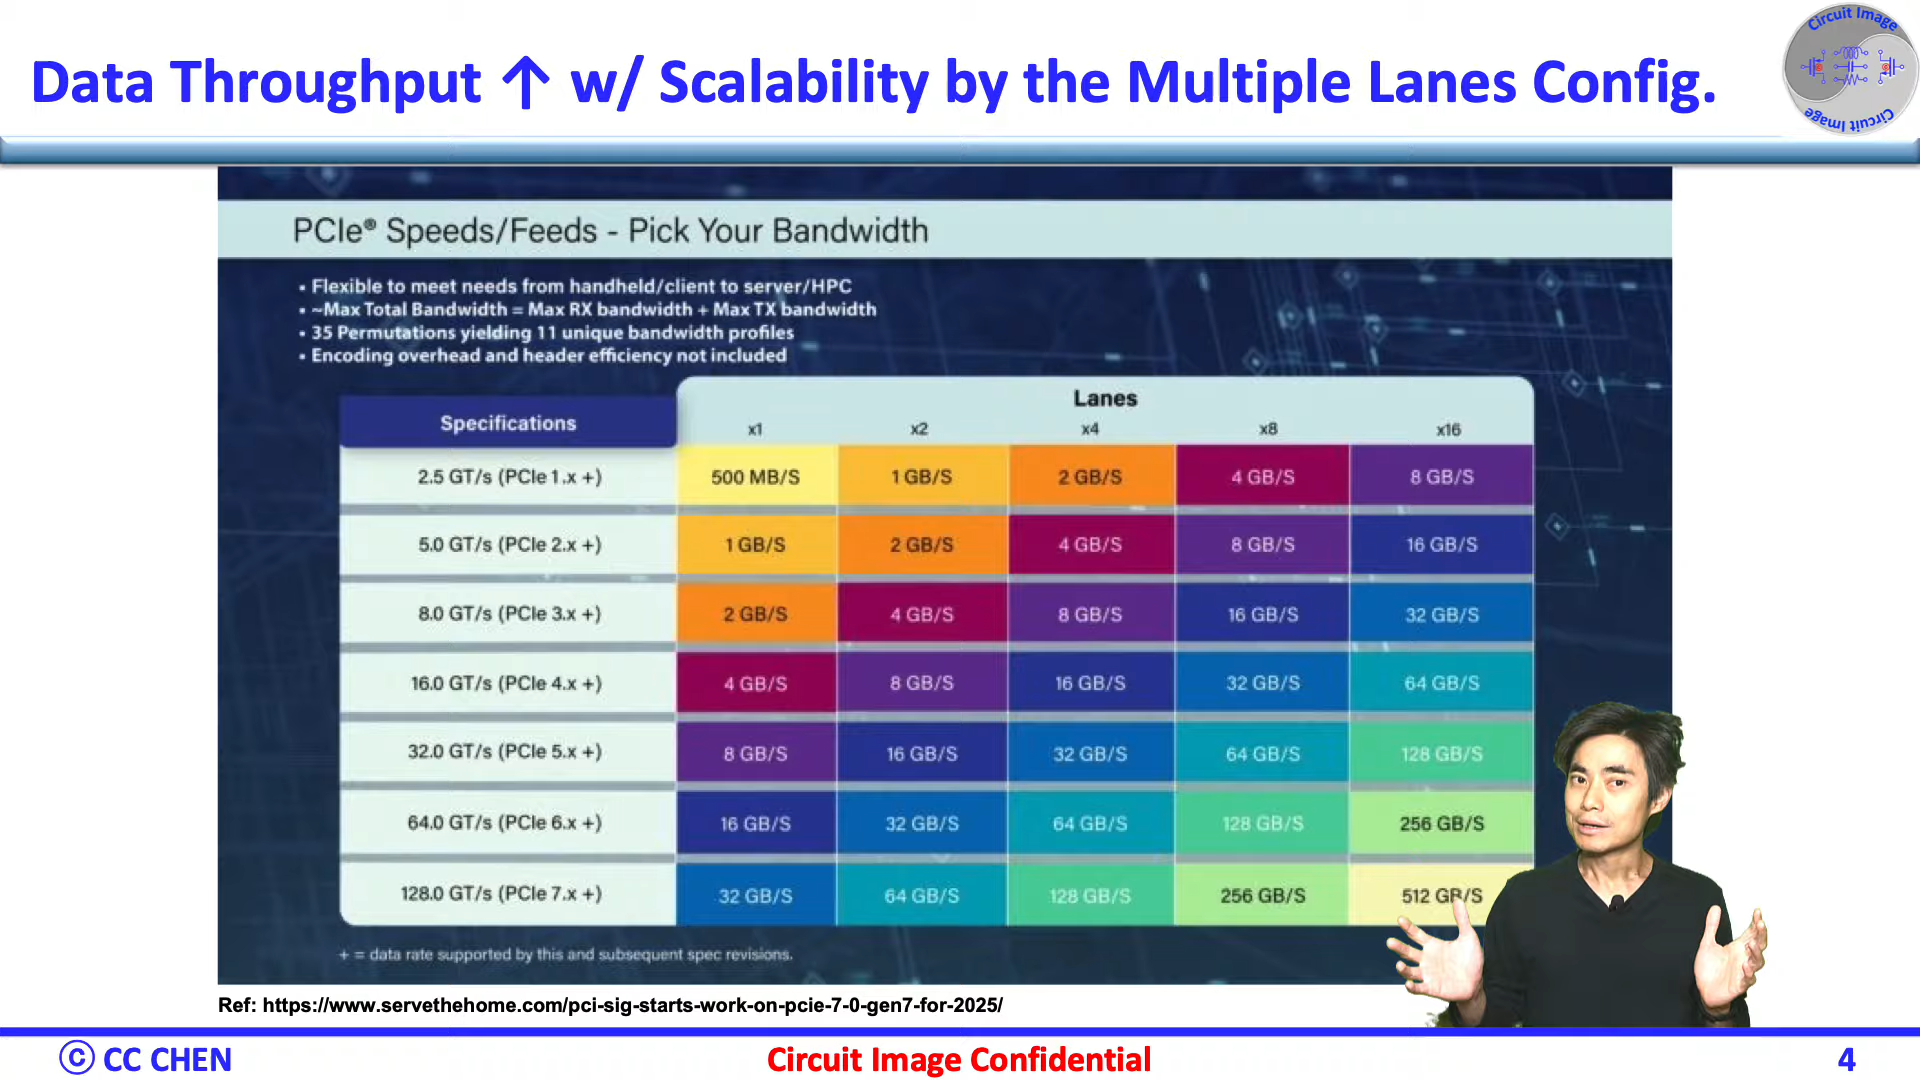 Data Throughput ↑ w/ Scalability by the Multiple Lanes Config.
Circuit Image
Circuit Image
PCIe® Speeds/Feeds - Pick Your Bandwidth
• Flexible to meet needs from handheld/client to server/HPC
• ~Max Total Bandwidth = Max RX bandwidth + Max TX bandwidth
• 35 Permutations yielding 11 unique bandwidth profiles
• Encoding overhead and header efficiency not included
Lanes
Specifications x1 x2 x4 x8 x16
2.5 GT/s (PCIe 1.x +) 500 MB/S 1 GB/S 2 GB/S 4 GB/S 8 GB/S
5.0 GT/s (PCIe 2.x +) 1 GB/S 2 GB/S 4 GB/S 8 GB/S 16 GB/S
8.0 GT/s (PCIe 3.x +) 2 GB/S 4 GB/S 8 GB/S 16 GB/S 32 GB/S
16.0 GT/s (PCIe 4.x +) 4 GB/S 8 GB/S 16 GB/S 32 GB/S 64 GB/S
32.0 GT/s (PCIe 5.x +) 8 GB/S 16 GB/S 32 GB/S 64 GB/S 128 GB/S
64.0 GT/s (PCIe 6.x +) 16 GB/S 32 GB/S 64 GB/S 128 GB/S 256 GB/S
128.0 GT/s (PCIe 7.x +) 32 GB/S 64 GB/S 128 GB/S 256 GB/S 512 GB/S
+ = data rate supported by this and subsequent spec revisions.
Ref: https://www.servethehome.com/pci-sig-starts-work-on-pcie-7-0-gen7-for-2025/
© CC CHEN
Circuit Image Confidential
4